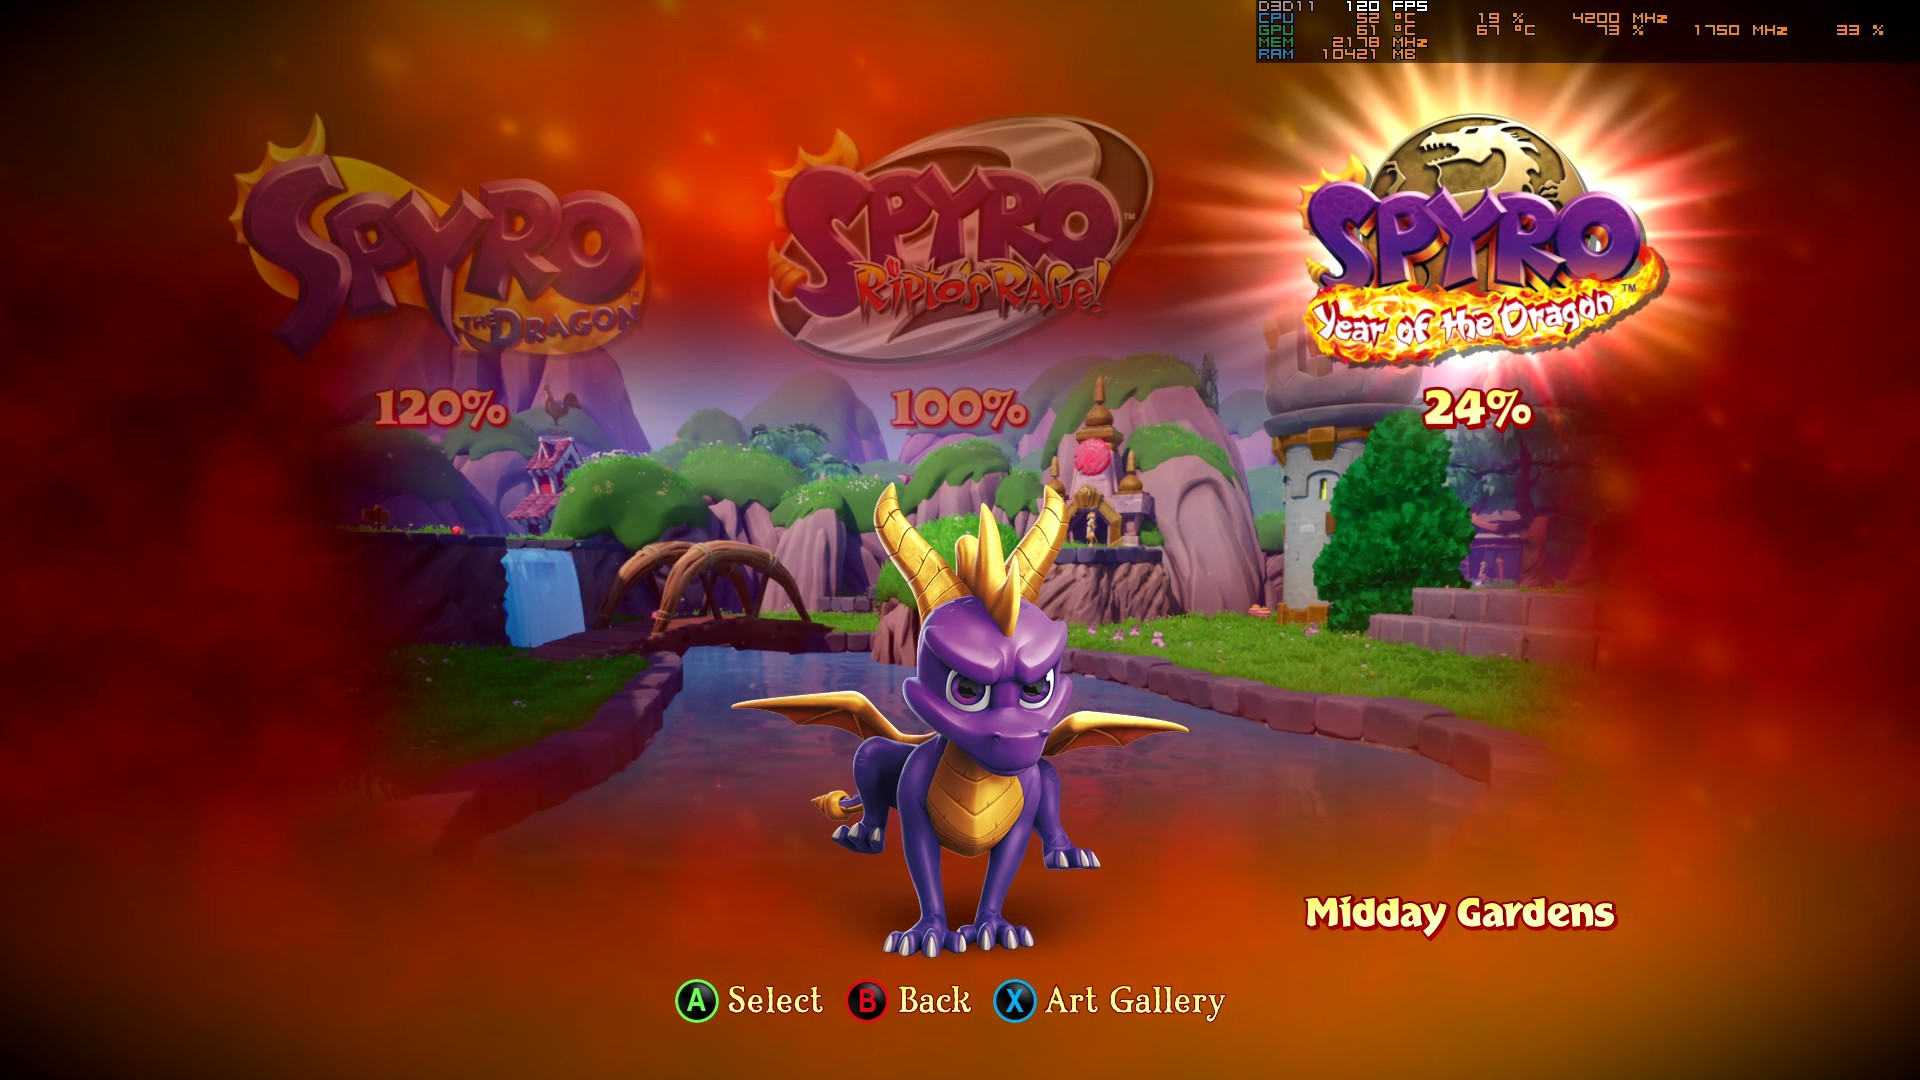 D3D11 120 FPS
CPU 52 °C 19 % 4200 MHz
GPU 61 °C 67 °C 73 % 1750 MHz 33 %
MEM 2178 MHz
RAM 10421 MB
SPYRO
THE DRAGON
SPYRO
RIPTO'S RAGE!
TM
SPYRO
Year of the Dragon
TM
120%
100%
24%
Midday Gardens
A Select B Back X Art Gallery